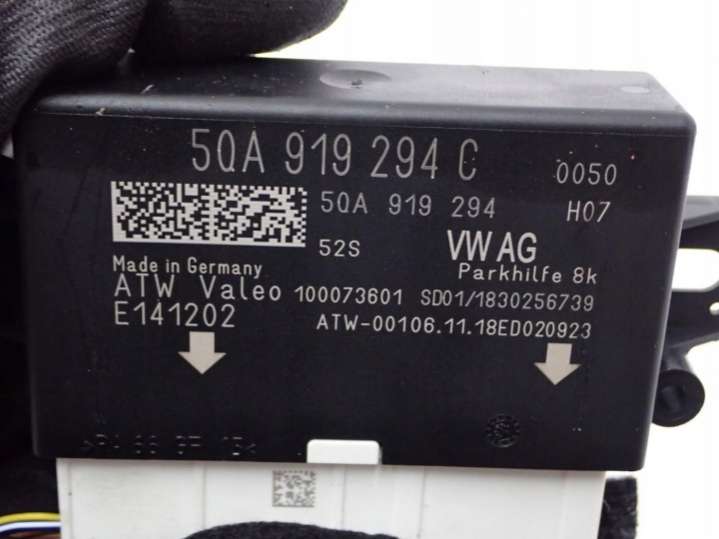 5QA 919 294 C 0050
5QA 919 294 H07
52S VW AG
Made in Germany Parkhilfe 8k
ATW Valeo 100073601 SD01/1830256739
E141202 ATW-00106.11.18ED020923